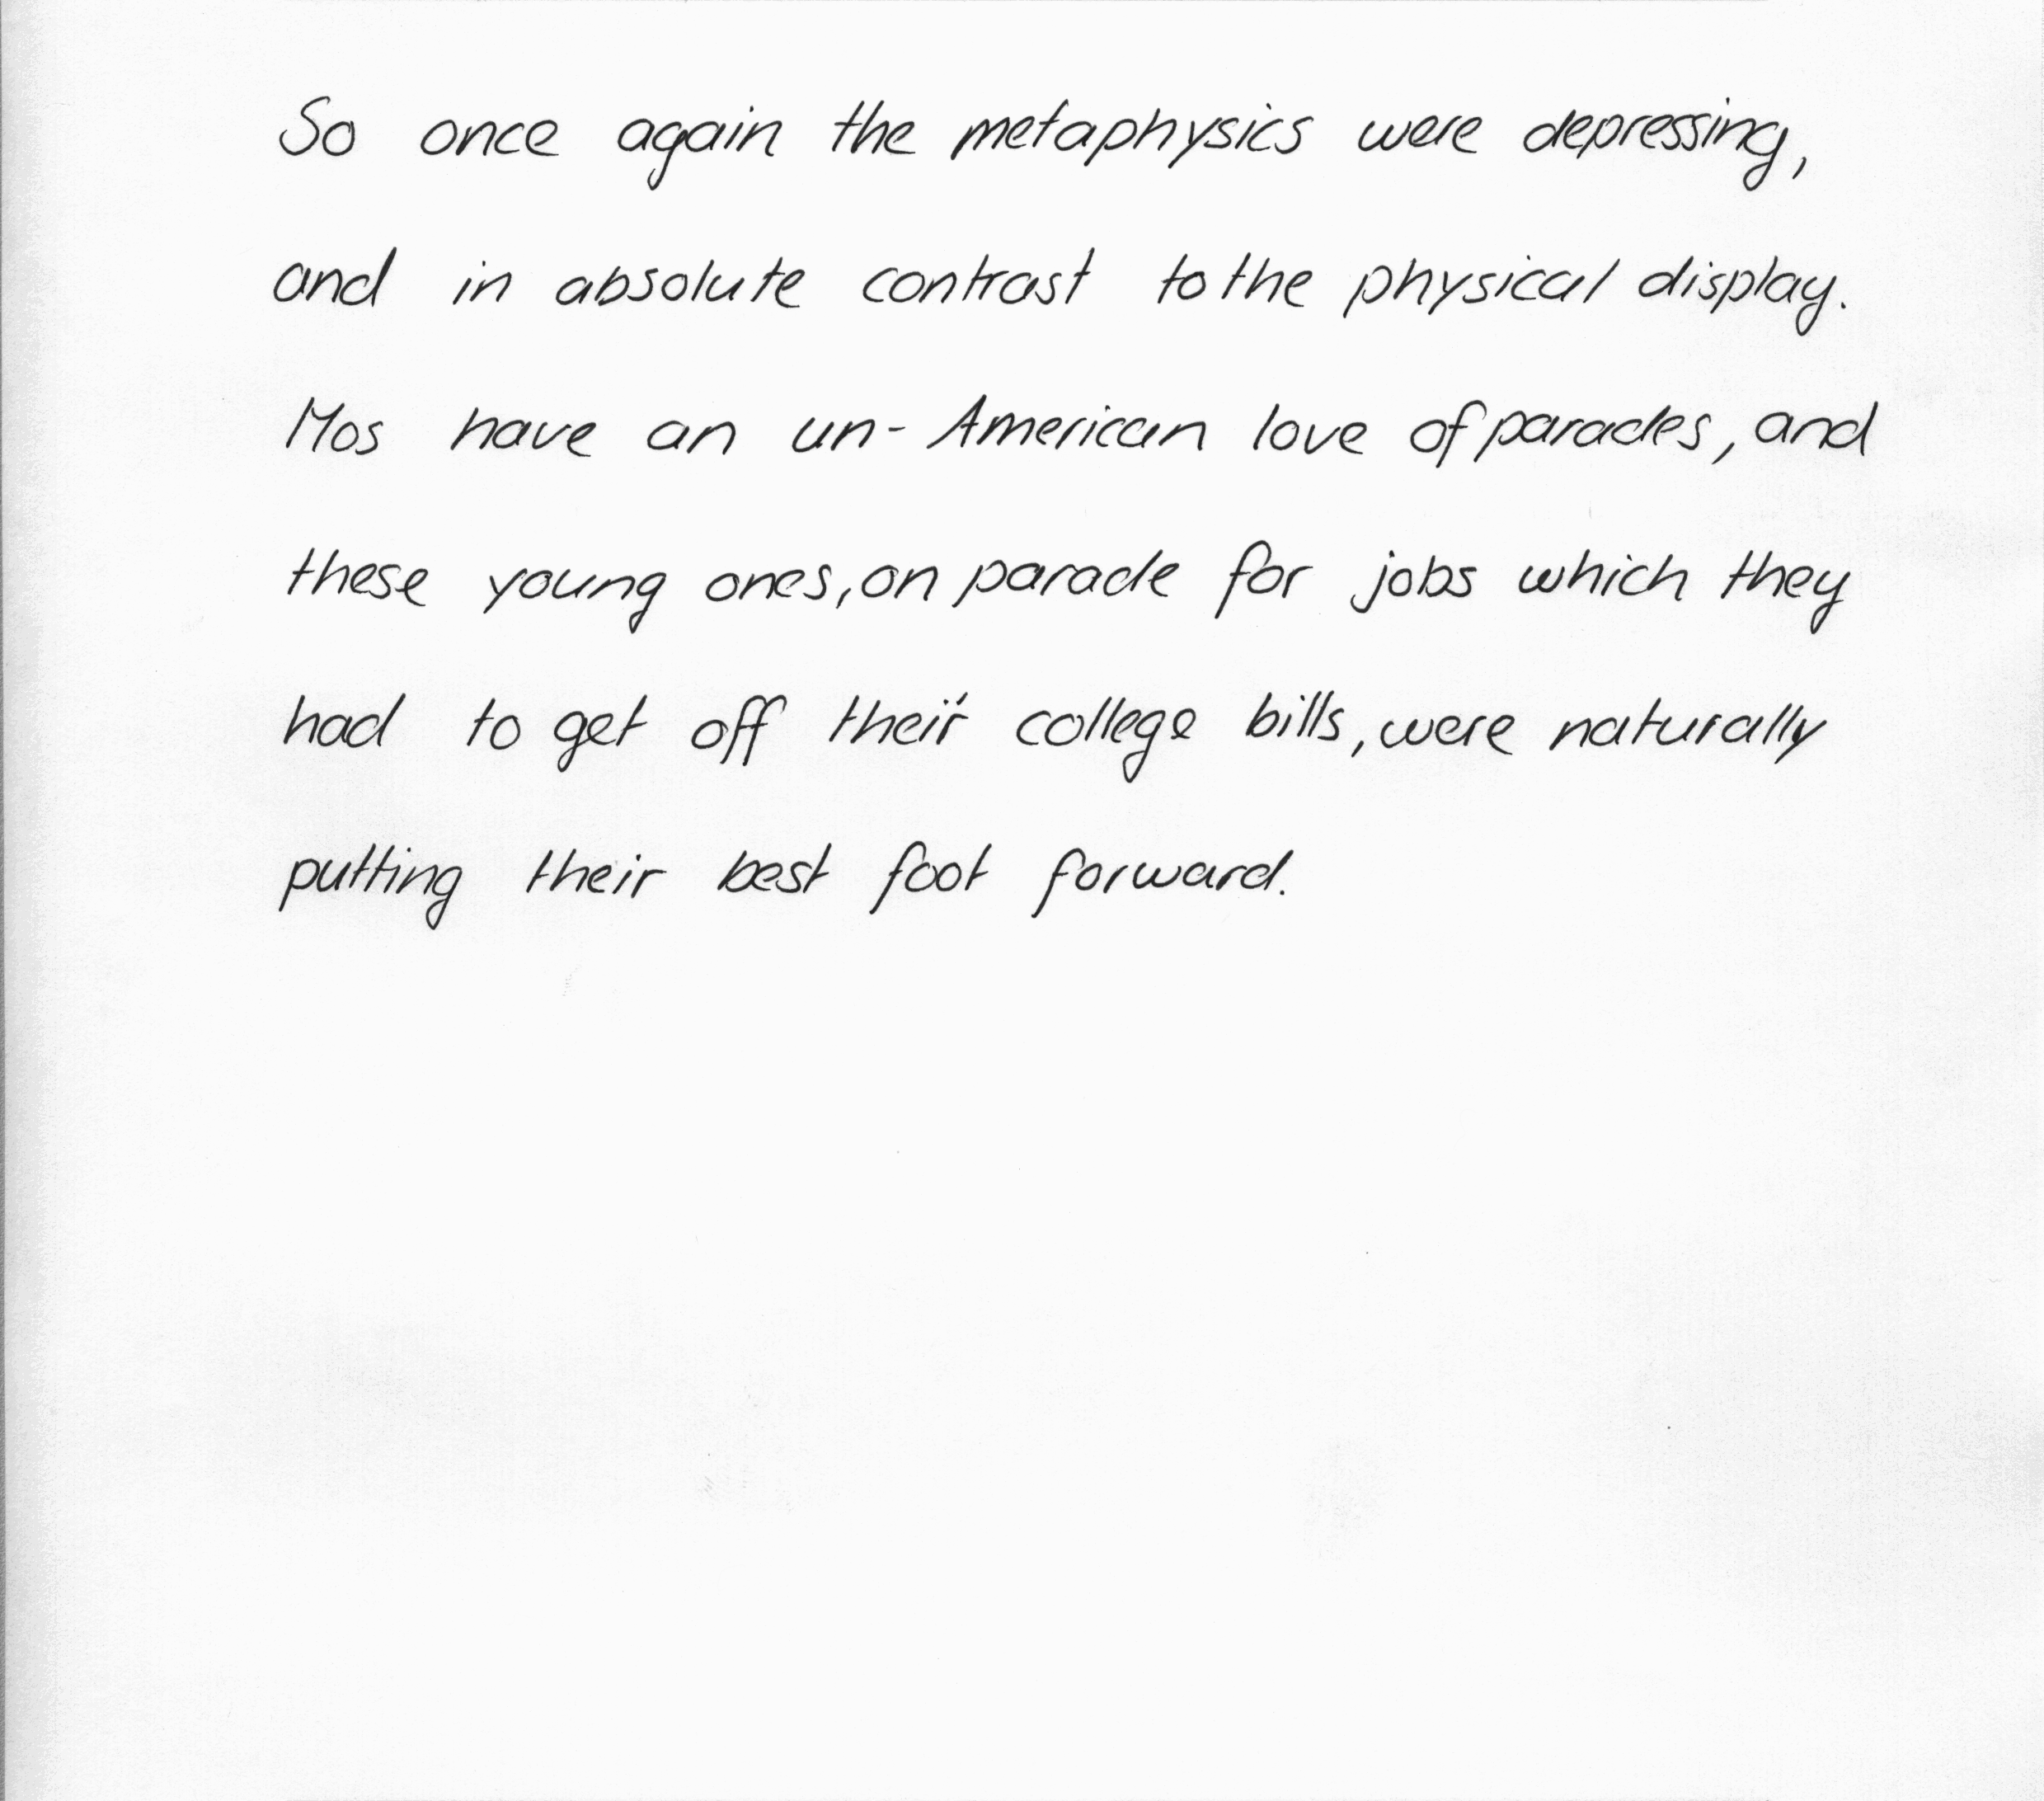 So once again the metaphysics were depressing,
and in absolute contrast to the physical display.
Mos have an un-American love of parades, and
these young ones, on parade for jobs which they
had to get off their college bills, were naturally
putting their best foot forward.